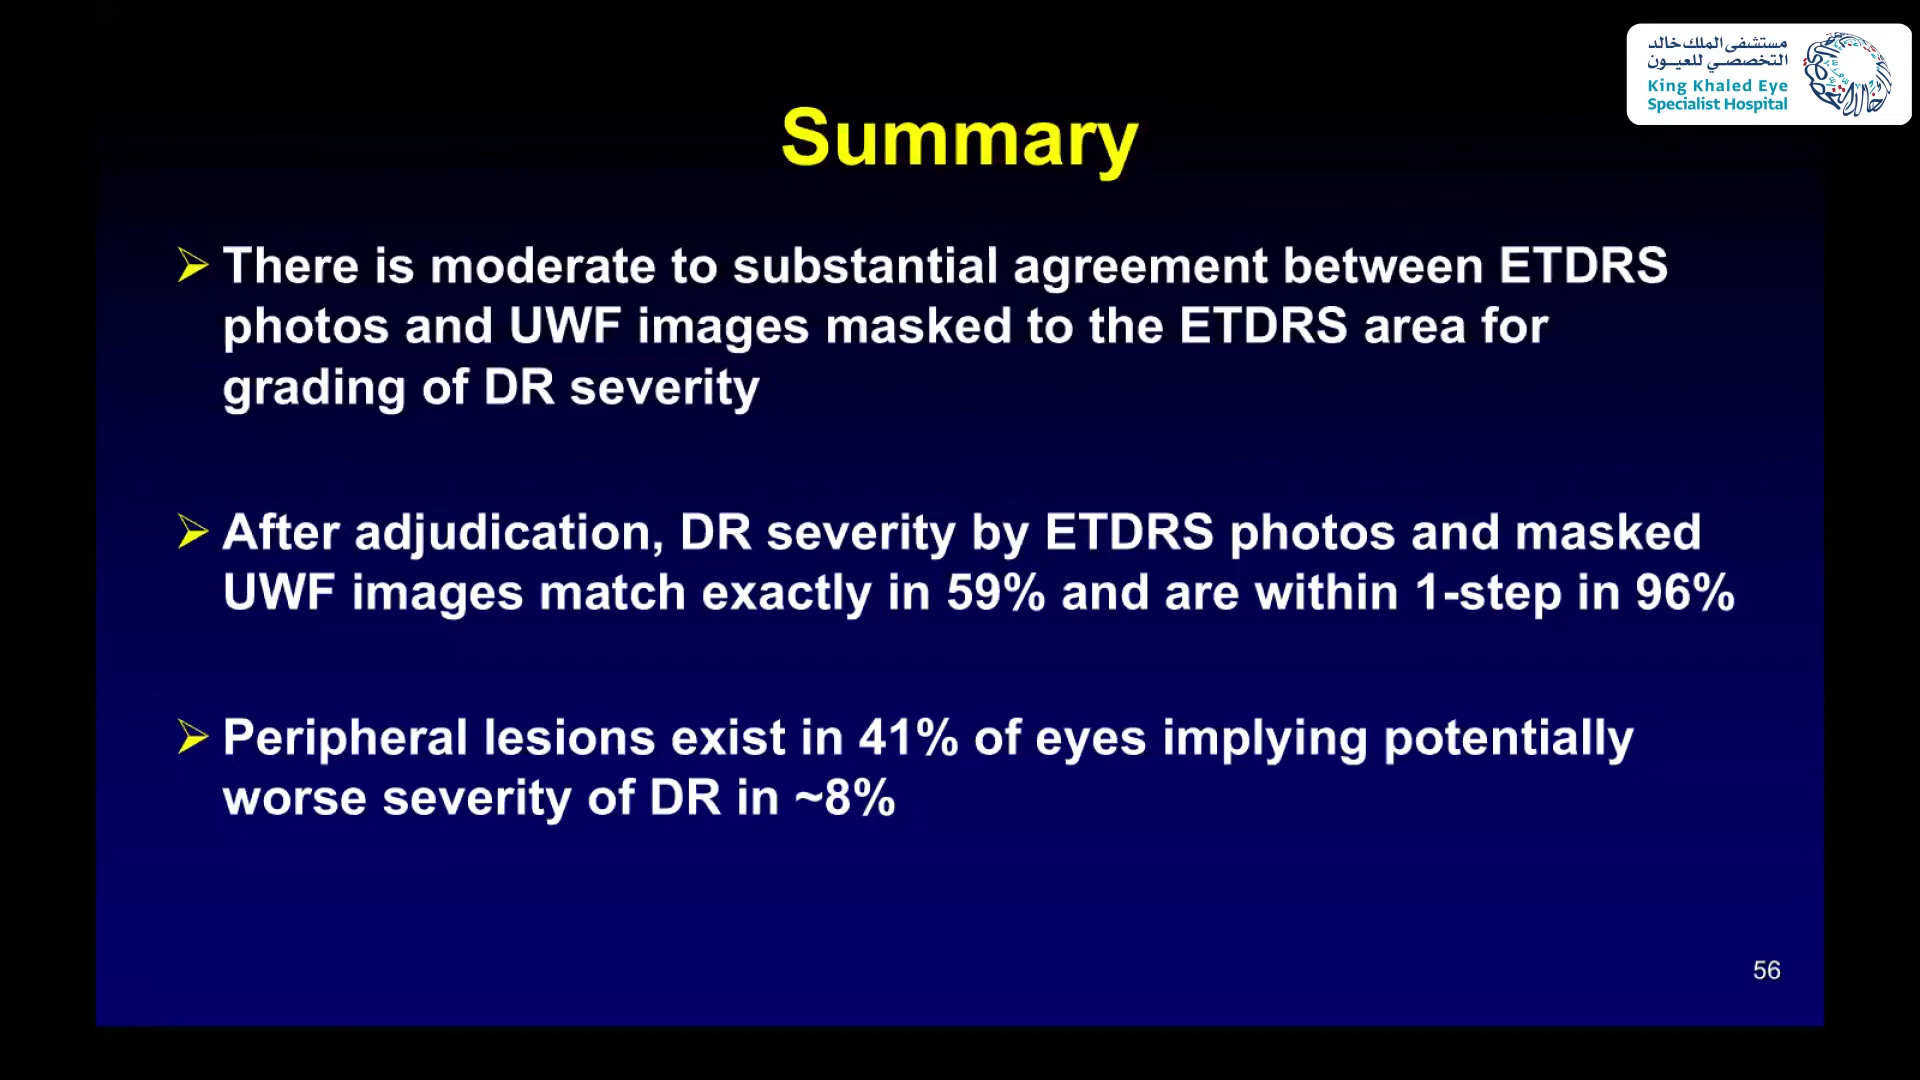 مستشفى الملك خالد
التخصصي للعيون
King Khaled Eye
Specialist Hospital
Summary
There is moderate to substantial agreement between ETDRS
photos and UWF images masked to the ETDRS area for
grading of DR severity
After adjudication, DR severity by ETDRS photos and masked
UWF images match exactly in 59% and are within 1-step in 96%
Peripheral lesions exist in 41% of eyes implying potentially
worse severity of DR in ~8%
56